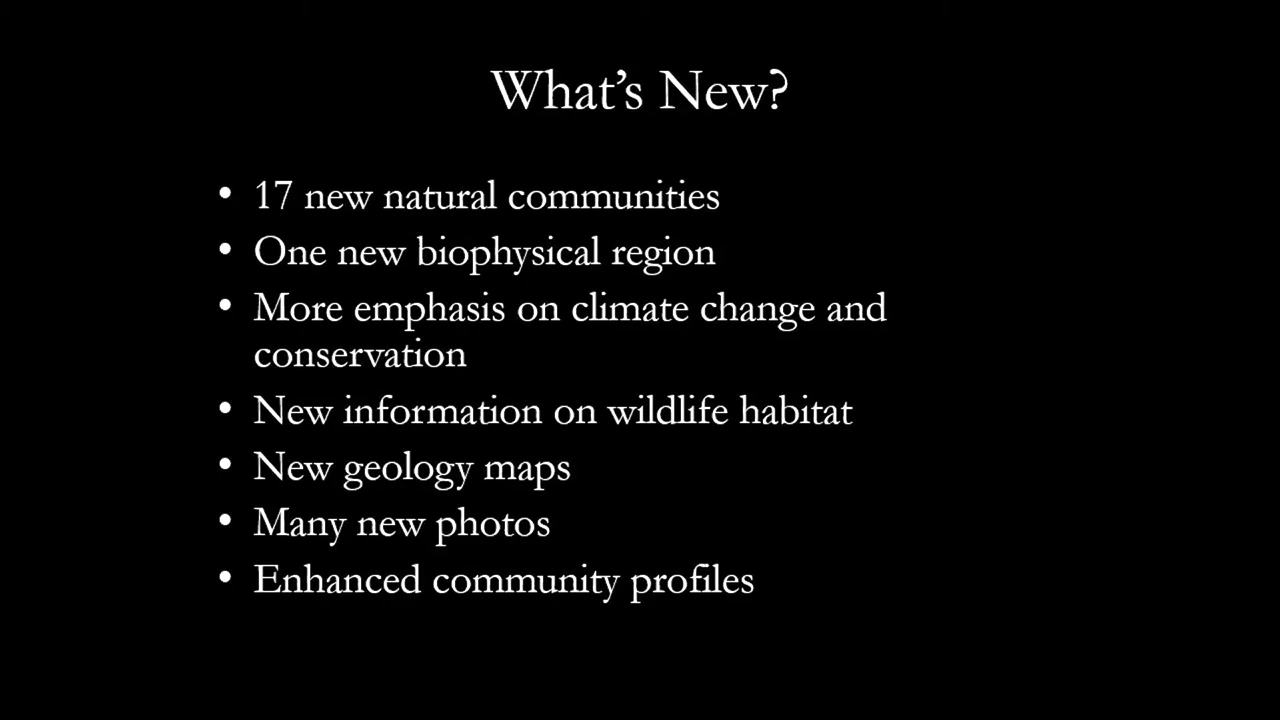 What’s New?
• 17 new natural communities
• One new biophysical region
• More emphasis on climate change and
conservation
• New information on wildlife habitat
• New geology maps
• Many new photos
• Enhanced community profiles